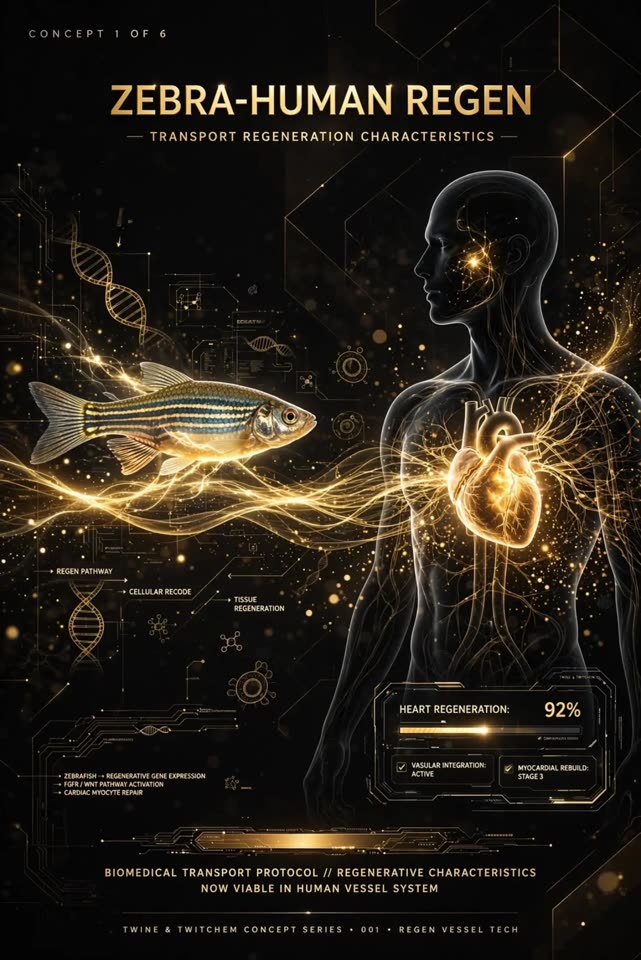 CONCEPT 1 OF 6
ZEBRA-HUMAN REGEN
TRANSPORT REGENERATION CHARACTERISTICS
REGEN PATHWAY
CELLULAR RECODE
TISSUE
REGENERATION
HEART REGENERATION:
92%
VASULAR INTEGRATION:
ACTIVE
MYOCARDIAL REBUILD:
STAGE 3
ZEBRAFISH → REGENERATIVE GENE EXPRESSION
FGFR / WNT PATHWAY ACTIVATION
CARDIAC MYOCYTE REPAIR
BIOMEDICAL TRANSPORT PROTOCOL // REGENERATIVE CHARACTERISTICS
NOW VIABLE IN HUMAN VESSEL SYSTEM
TWINE & TWITCHEM CONCEPT SERIES • 001 • REGEN VESSEL TECH